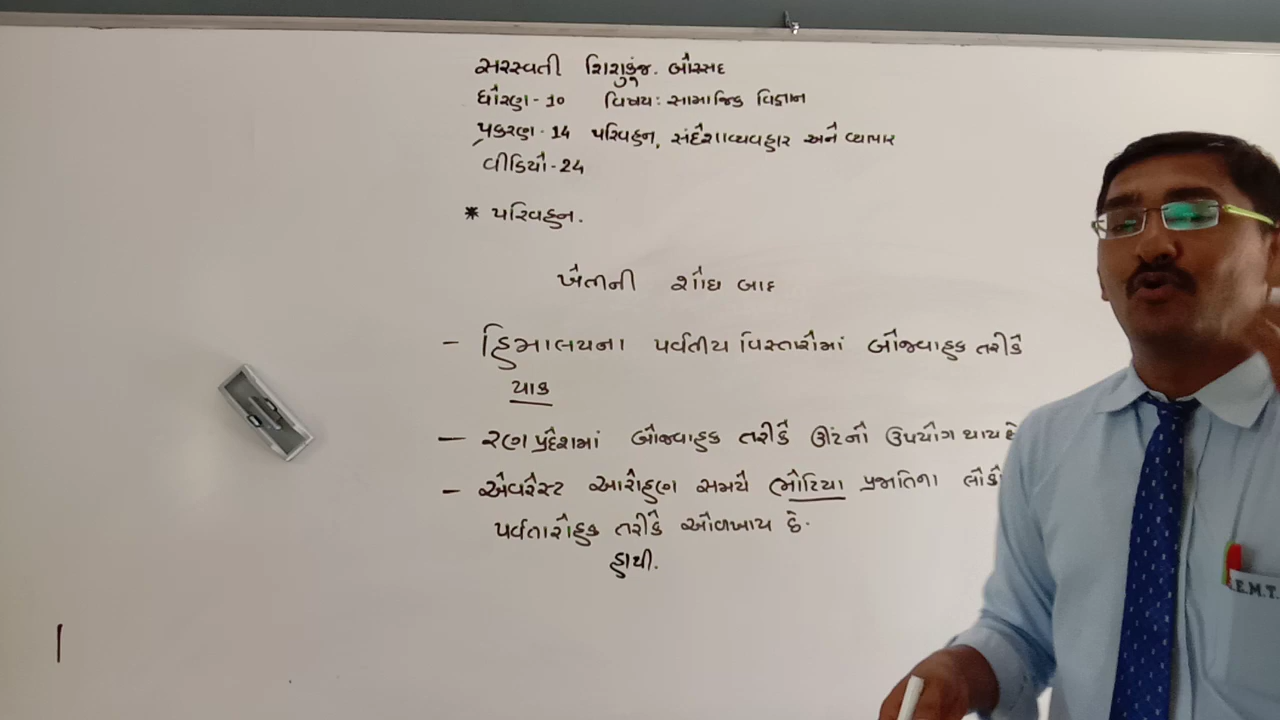 સરસ્વતી શિશુકુંજ. બોરસદ
ધોરણ - 10 વિષય : સામાજિક વિજ્ઞાન
પ્રકરણ - 14 પરિવહન, સંદેશાવ્યવહાર અને વ્યાપાર
વીડિયો - 24
* પરિવહન.
ખેતીની શોધ બાદ
- હિમાલયના પર્વતીય વિસ્તારોમાં બોજવાહક તરીકે
યાક
- રણ પ્રદેશમાં બોજવાહક તરીકે ઊંટનો ઉપયોગ થાય છે
- એવરેસ્ટ આરોહણ સમયે ભોટિયા પ્રજાતિના લોકો
પર્વતારોહક તરીકે ઓળખાય છે.
હાથી.
E.M.T.